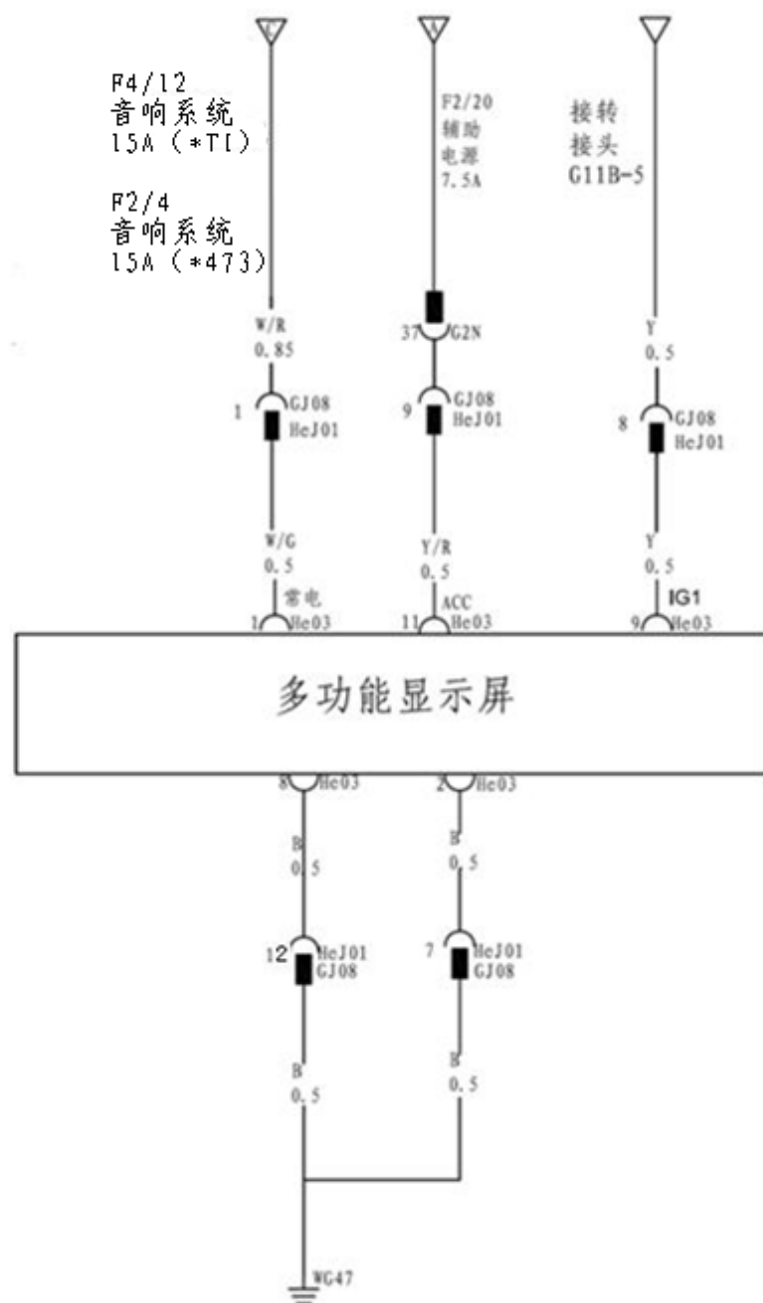 C
A
F4/12
音响系统
15A (*TI)
F2/4
音响系统
15A (*473)
F2/20
辅助
电源
7.5A
接转
接头
G11B-5
W/R
0.85
37
G2N
Y
0.5
1
GJ08
HeJ01
9
GJ08
HeJ01
8
GJ08
HeJ01
W/G
0.5
Y/R
0.5
Y
0.5
常电
1
He03
ACC
11
He03
IG1
9
He03
多功能显示屏
8
He03
2
He03
B
0.5
B
0.5
12
HeJ01
GJ08
7
HeJ01
GJ08
B
0.5
B
0.5
WG47